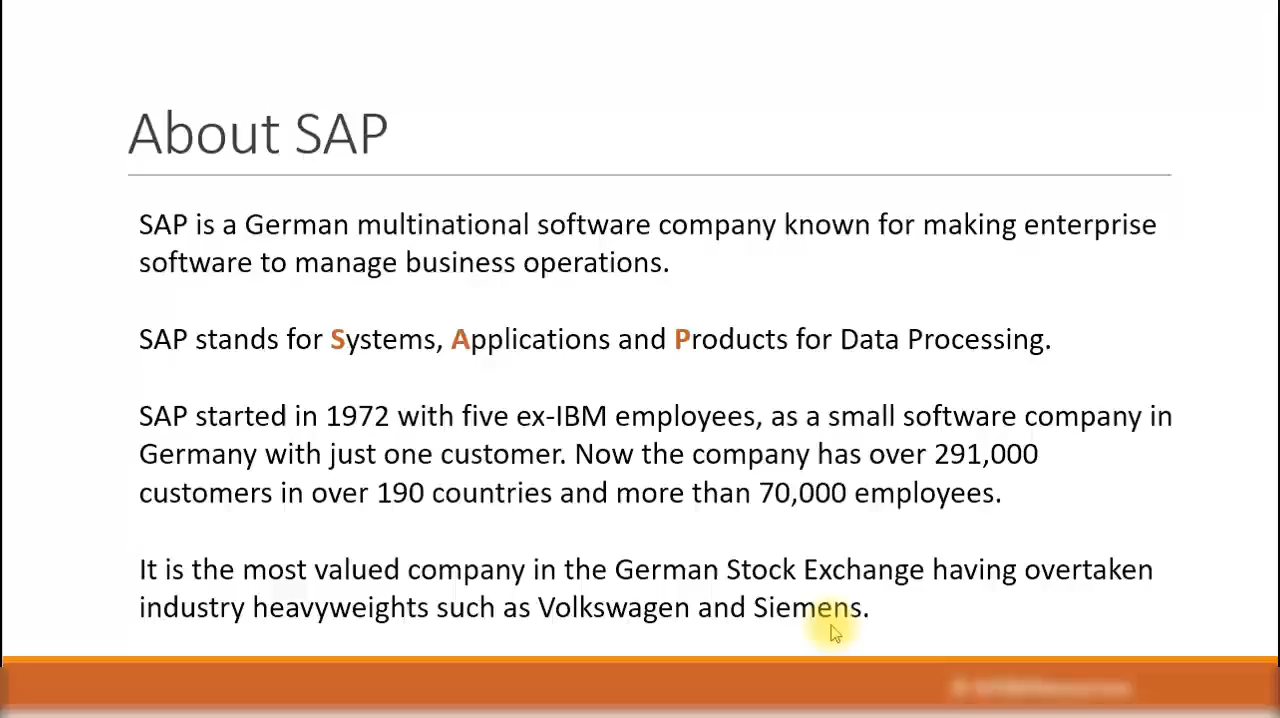 About SAP
SAP is a German multinational software company known for making enterprise
software to manage business operations.
SAP stands for Systems, Applications and Products for Data Processing.
SAP started in 1972 with five ex-IBM employees, as a small software company in
Germany with just one customer. Now the company has over 291,000
customers in over 190 countries and more than 70,000 employees.
It is the most valued company in the German Stock Exchange having overtaken
industry heavyweights such as Volkswagen and Siemens.